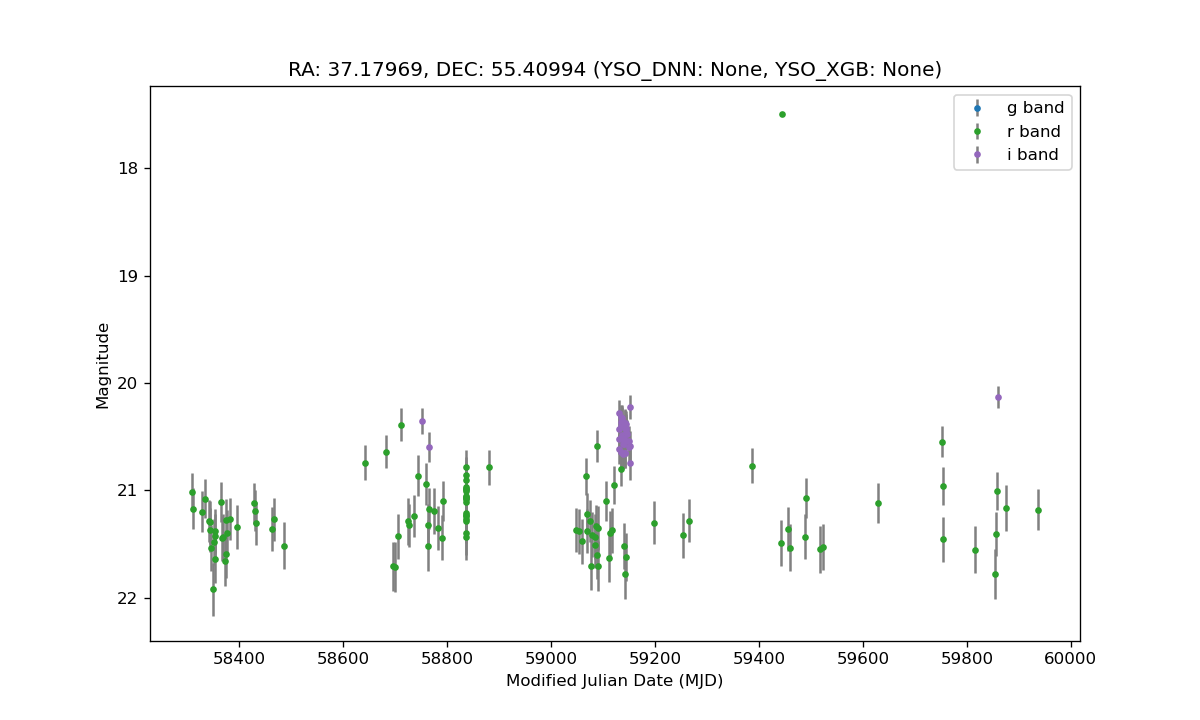 RA: 37.17969, DEC: 55.40994 (YSO_DNN: None, YSO_XGB: None)
g band
r band
i band
18
19
20
21
22
Magnitude
58400 58600 58800 59000 59200 59400 59600 59800 60000
Modified Julian Date (MJD)